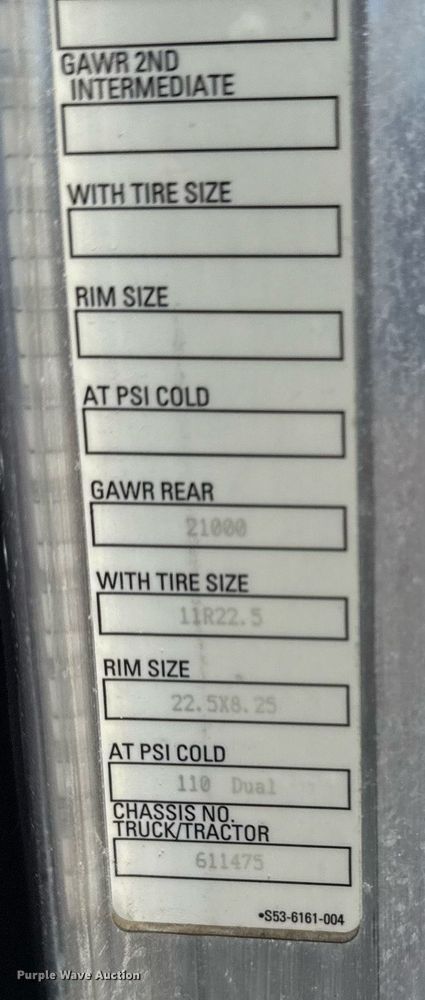 GAWR 2ND
INTERMEDIATE
WITH TIRE SIZE
RIM SIZE
AT PSI COLD
GAWR REAR
21000
WITH TIRE SIZE
11R22.5
RIM SIZE
22.5X8.25
AT PSI COLD
110 Dual
CHASSIS NO.
TRUCK/TRACTOR
611475
•S53-6161-004
Purple Wave Auction